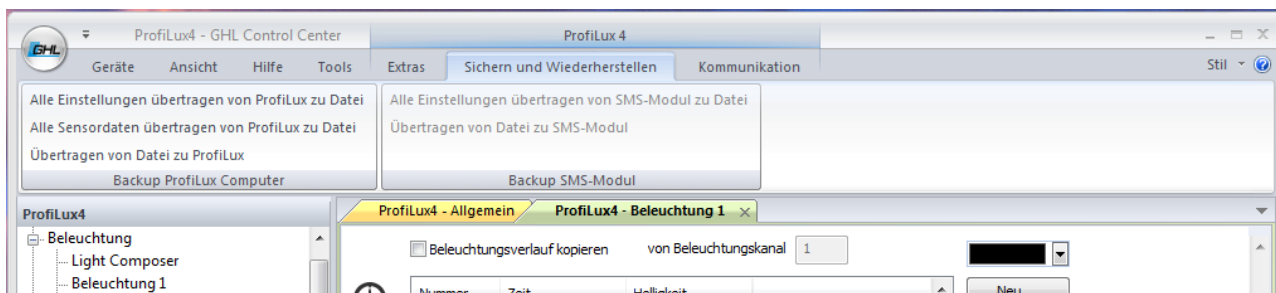 ProfiLux4 - GHL Control Center
ProfiLux 4
GHL
Geräte Ansicht Hilfe Tools Extras Sichern und Wiederherstellen Kommunikation Stil
Alle Einstellungen übertragen von ProfiLux zu Datei
Alle Sensordaten übertragen von ProfiLux zu Datei
Übertragen von Datei zu ProfiLux
Backup ProfiLux Computer
Alle Einstellungen übertragen von SMS-Modul zu Datei
Übertragen von Datei zu SMS-Modul
Backup SMS-Modul
ProfiLux4
Beleuchtung
Light Composer
Beleuchtung 1
ProfiLux4 - Allgemein ProfiLux4 - Beleuchtung 1
Beleuchtungsverlauf kopieren von Beleuchtungskanal 1
Nummer Zeit Helligkeit Neu